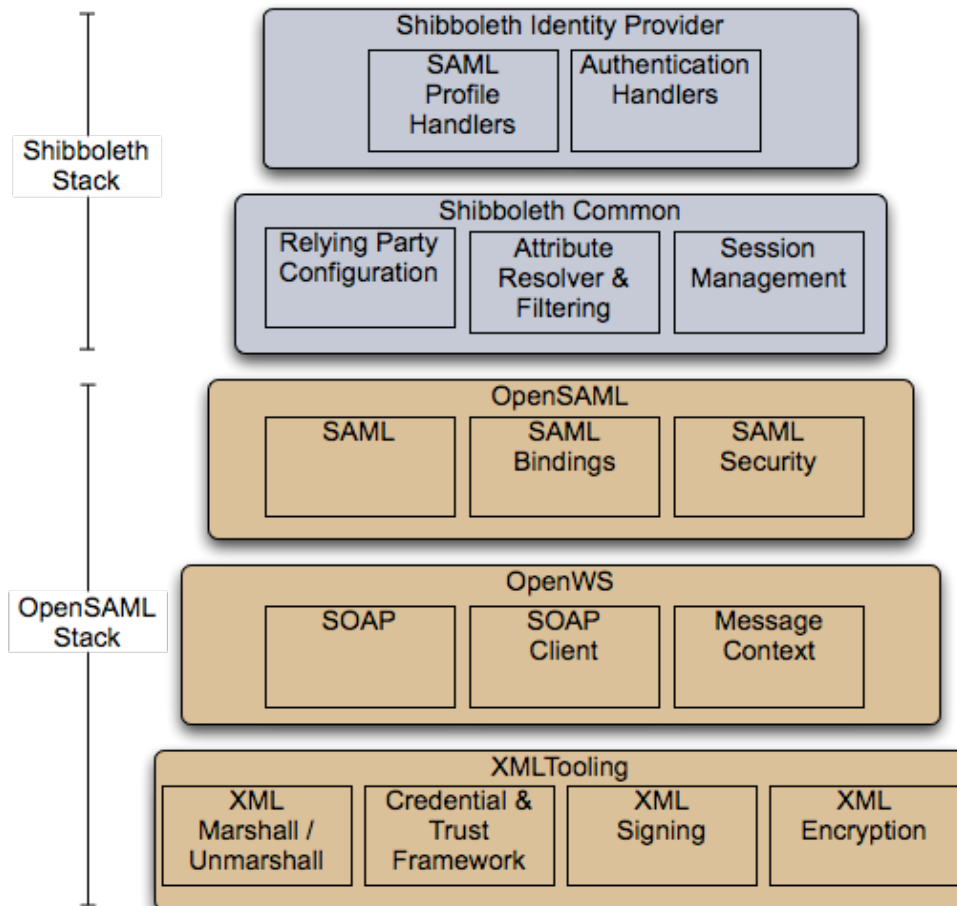 Shibboleth Identity Provider
SAML
Profile
Handlers
Authentication
Handlers
Shibboleth
Stack
Shibboleth Common
Relying Party
Configuration
Attribute
Resolver &
Filtering
Session
Management
OpenSAML
SAML
SAML
Bindings
SAML
Security
OpenSAML
Stack
OpenWS
SOAP
SOAP
Client
Message
Context
XMLTooling
XML
Marshall /
Unmarshall
Credential &
Trust
Framework
XML
Signing
XML
Encryption